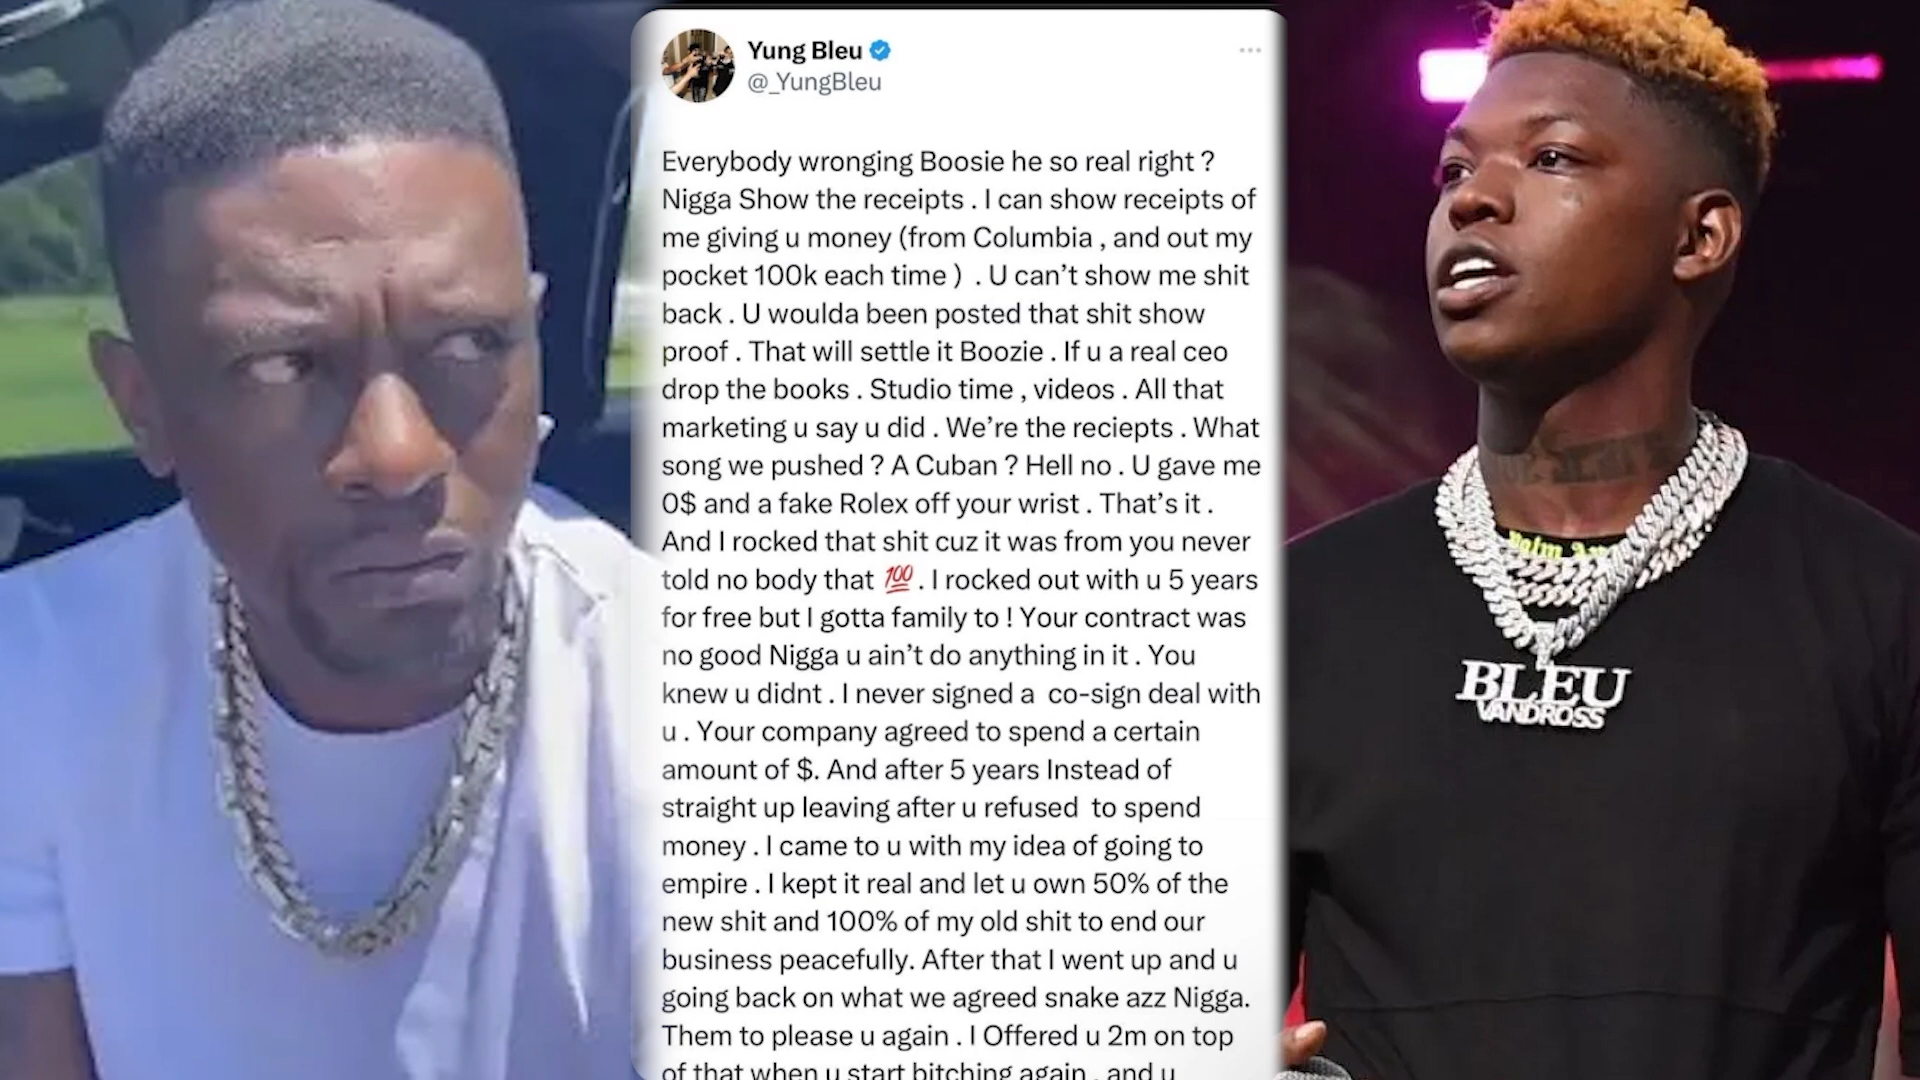 Yung Bleu
@_YungBleu
Everybody wronging Boosie he so real right ?
Nigga Show the receipts . I can show receipts of
me giving u money (from Columbia , and out my
pocket 100k each time ) . U can’t show me shit
back . U woulda been posted that shit show
proof . That will settle it Boozie . If u a real ceo
drop the books . Studio time , videos . All that
marketing u say u did . We’re the reciepts . What
song we pushed ? A Cuban ? Hell no . U gave me
0$ and a fake Rolex off your wrist . That’s it .
And I rocked that shit cuz it was from you never
told no body that 💯 . I rocked out with u 5 years
for free but I gotta family to ! Your contract was
no good Nigga u ain’t do anything in it . You
knew u didnt . I never signed a co-sign deal with
u . Your company agreed to spend a certain
amount of $. And after 5 years Instead of
straight up leaving after u refused to spend
money . I came to u with my idea of going to
empire . I kept it real and let u own 50% of the
new shit and 100% of my old shit to end our
business peacefully. After that I went up and u
going back on what we agreed snake azz Nigga.
Them to please u again . I Offered u 2m on top
of that when u start bitching again , and u
BLEU
VANDROSS